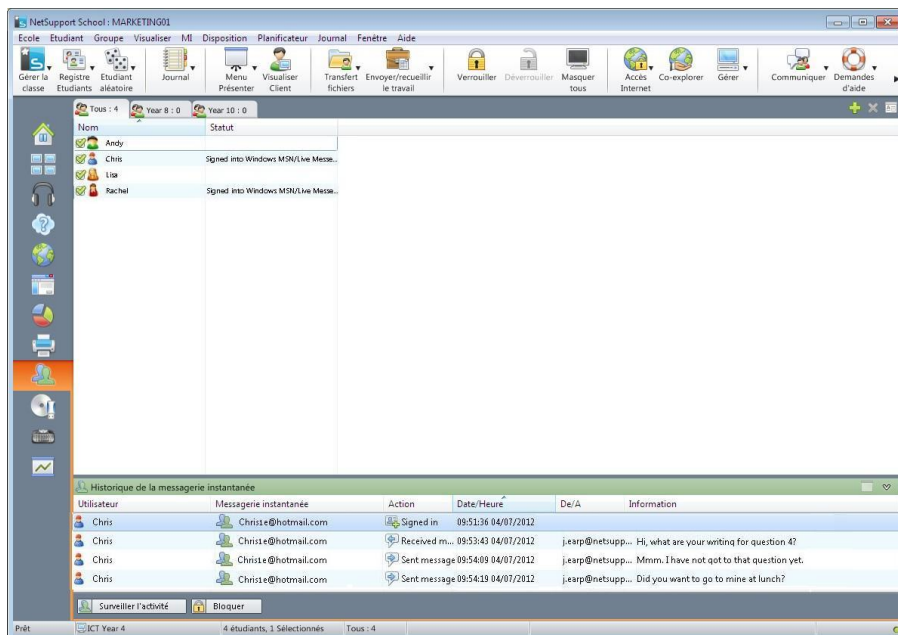 NetSupport School : MARKETING01
Ecole Etudiant Groupe Visualiser MI Disposition Planificateur Journal Fenêtre Aide
Gérer la classe
Registre Etudiants
Etudiant aléatoire
Journal
Menu Présenter
Visualiser Client
Transfert fichiers
Envoyer/recueillir le travail
Verrouiller
Déverrouiller
Masquer tous
Accès Internet
Co-explorer
Gérer
Communiquer
Demandes d'aide
Tous : 4 Year 8 : 0 Year 10 : 0
Nom Statut
Andy
Chris Signed into Windows MSN/Live Messe...
Lisa
Rachel Signed into Windows MSN/Live Messe...
Historique de la messagerie instantanée
Utilisateur Messagerie instantanée Action Date/Heure De/A Information
Chris Chris1e@hotmail.com Signed in 09:51:36 04/07/2012
Chris Chris1e@hotmail.com Received m... 09:53:43 04/07/2012 j.earp@netsupp... Hi, what are your writing for question 4?
Chris Chris1e@hotmail.com Sent message 09:54:09 04/07/2012 j.earp@netsupp... Mmm. I have not got to that question yet.
Chris Chris1e@hotmail.com Sent message 09:54:19 04/07/2012 j.earp@netsupp... Did you want to go to mine at lunch?
Surveiller l'activité Bloquer
Prêt ICT Year 4 4 étudiants, 1 Sélectionnés Tous : 4